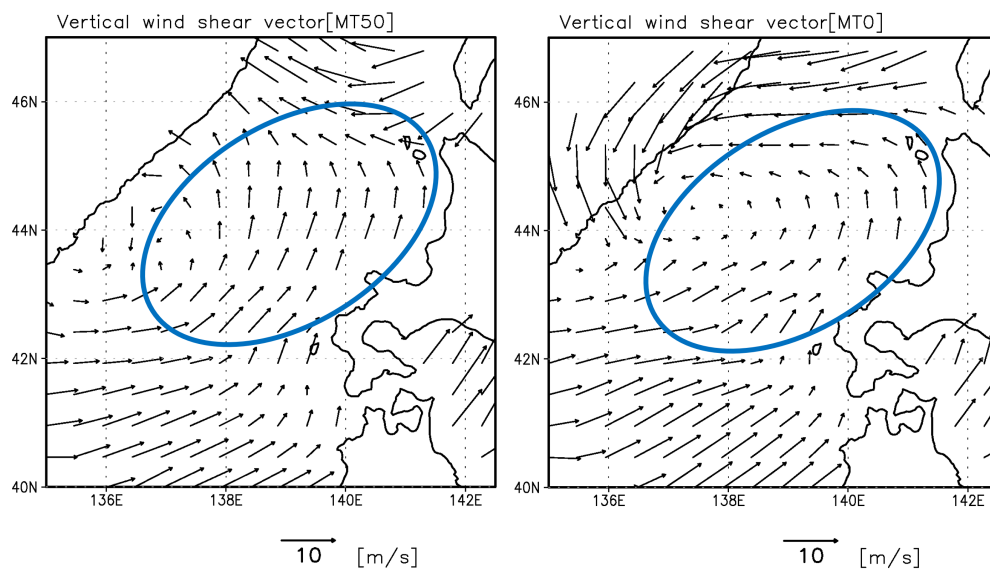 Vertical wind shear vector[MT50]
Vertical wind shear vector[MT0]
46N
44N
42N
40N
136E
138E
140E
142E
46N
44N
42N
40N
136E
138E
140E
142E
10 [m/s]
10 [m/s]